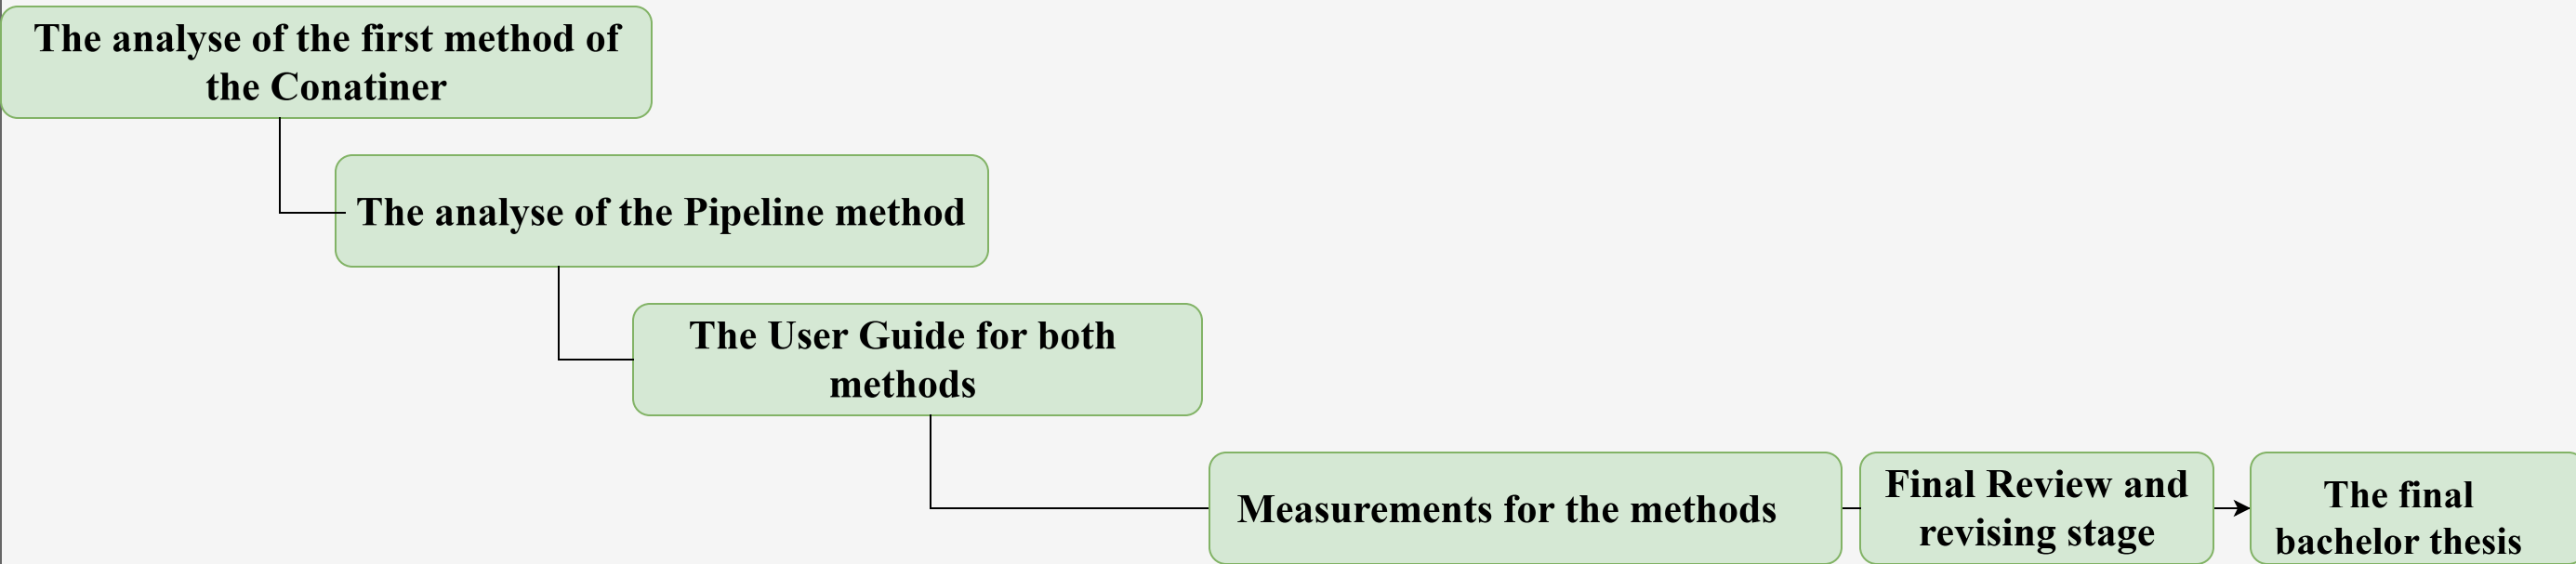 The analyse of the first method of
the Conatiner
The analyse of the Pipeline method
The User Guide for both
methods
Measurements for the methods
Final Review and
revising stage
The final
bachelor thesis